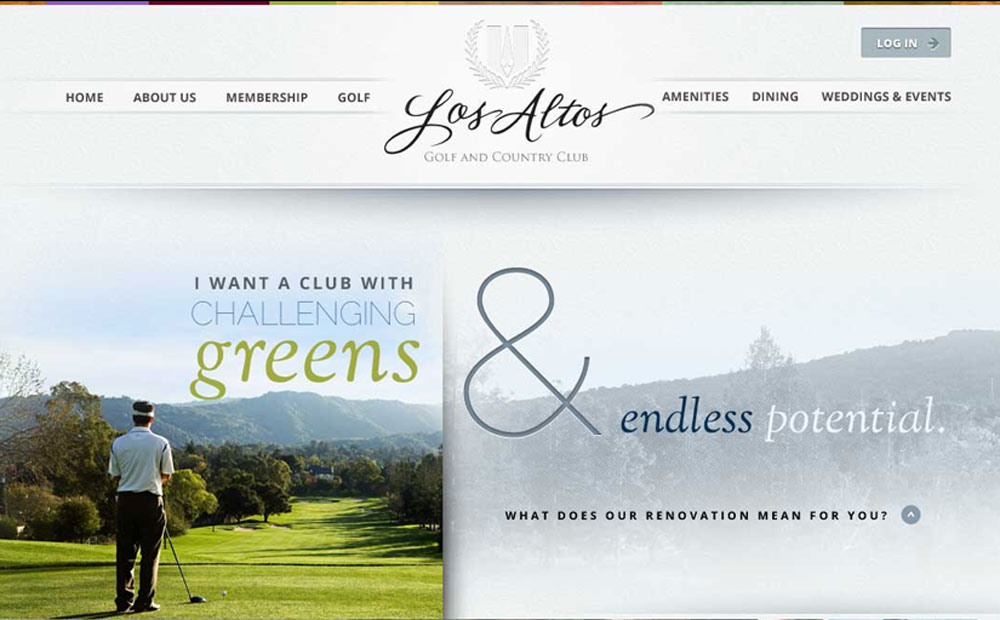 LOG IN
HOME ABOUT US MEMBERSHIP GOLF
Los Altos
GOLF AND COUNTRY CLUB
AMENITIES DINING WEDDINGS & EVENTS
I WANT A CLUB WITH
CHALLENGING
greens
&
endless potential.
WHAT DOES OUR RENOVATION MEAN FOR YOU?